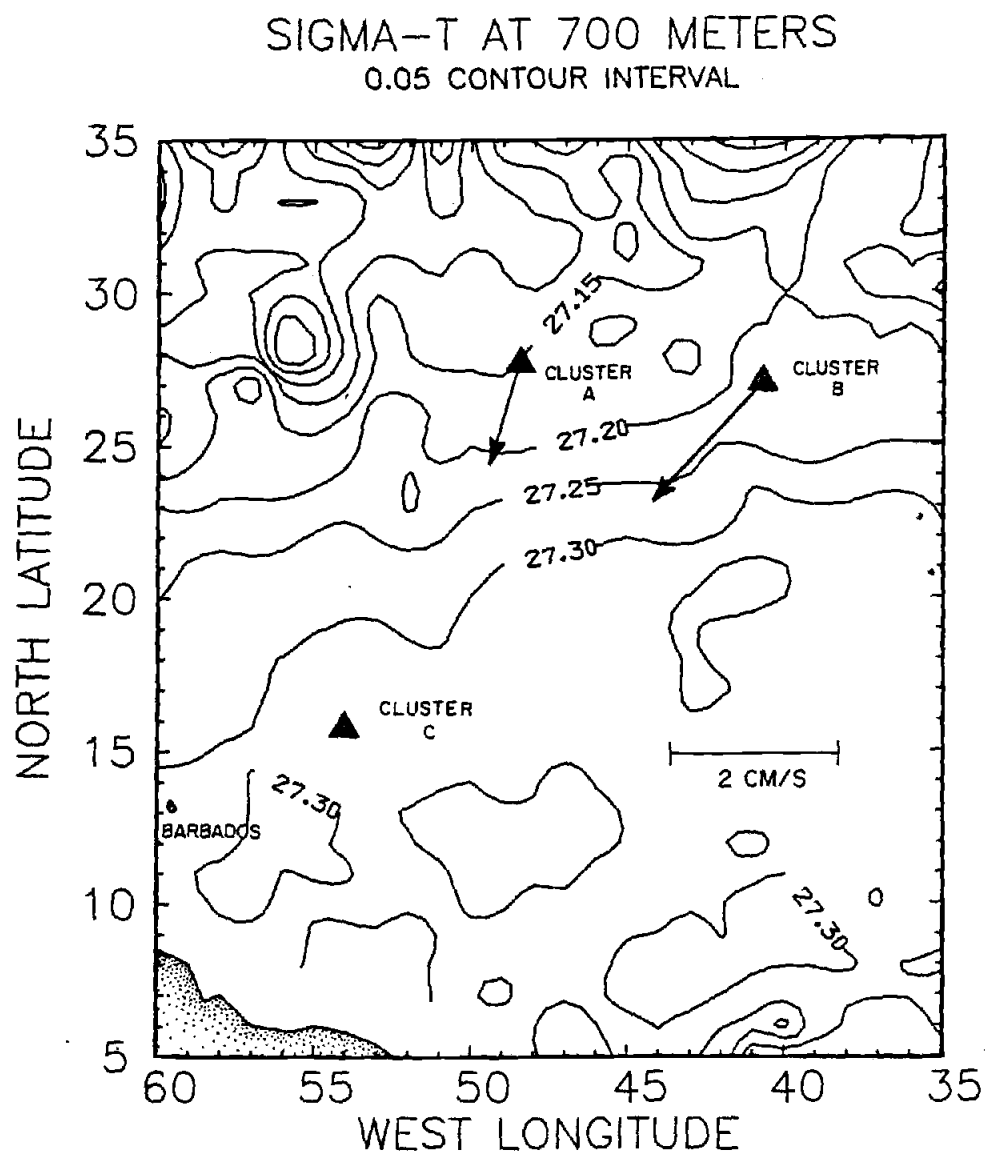 SIGMA-T AT 700 METERS
0.05 CONTOUR INTERVAL
35
30
25
20
15
10
5
NORTH LATITUDE
27.15
CLUSTER
A
CLUSTER
B
27.20
27.25
27.30
CLUSTER
C
2 CM/S
27.30
BARBADOS
27.30
60
55
50
45
40
35
WEST LONGITUDE